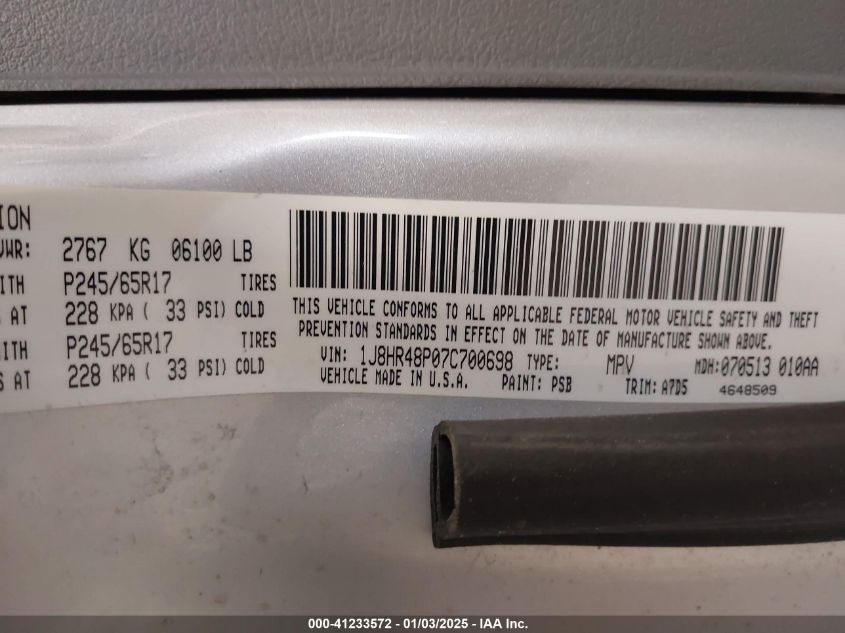 ION
VWR: 2767 KG 06100 LB
ITH P245/65R17 TIRES
S AT 228 KPA ( 33 PSI) COLD
ITH P245/65R17 TIRES
S AT 228 KPA ( 33 PSI) COLD
THIS VEHICLE CONFORMS TO ALL APPLICABLE FEDERAL MOTOR VEHICLE SAFETY AND THEFT
PREVENTION STANDARDS IN EFFECT ON THE DATE OF MANUFACTURE SHOWN ABOVE.
VIN: 1J8HR48P07C700698 TYPE: MPV MDH: 070513 010AA
VEHICLE MADE IN U.S.A. PAINT: PSB TRIM: A7D5 4648509
000-41233572 — 01/03/2025 — IAA Inc.